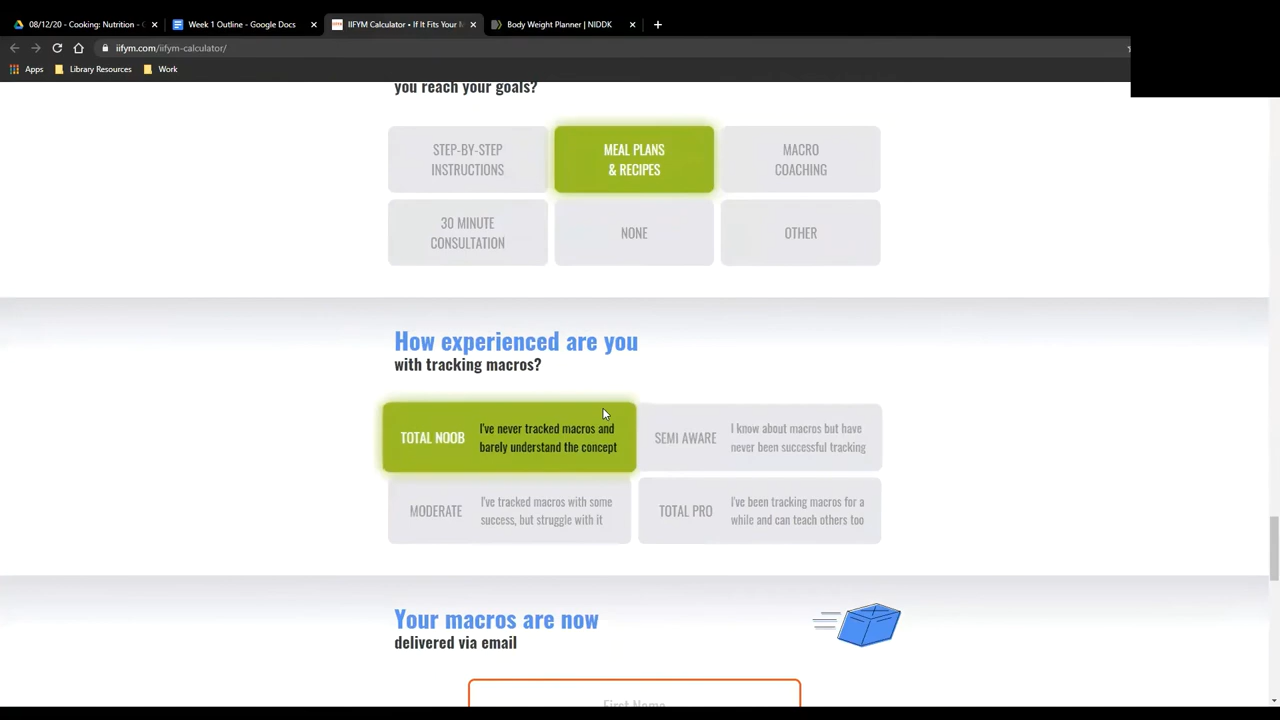 08/12/20 - Cooking: Nutrition -
Week 1 Outline - Google Docs
IIFYM Calculator • If It Fits Your M
Body Weight Planner | NIDDK
iifym.com/iifym-calculator/
Apps
Library Resources
Work
you reach your goals?
STEP-BY-STEP
INSTRUCTIONS
MEAL PLANS
& RECIPES
MACRO
COACHING
30 MINUTE
CONSULTATION
NONE
OTHER
How experienced are you
with tracking macros?
TOTAL NOOB
I've never tracked macros and
barely understand the concept
SEMI AWARE
I know about macros but have
never been successful tracking
MODERATE
I've tracked macros with some
success, but struggle with it
TOTAL PRO
I've been tracking macros for a
while and can teach others too
Your macros are now
delivered via email
First Name